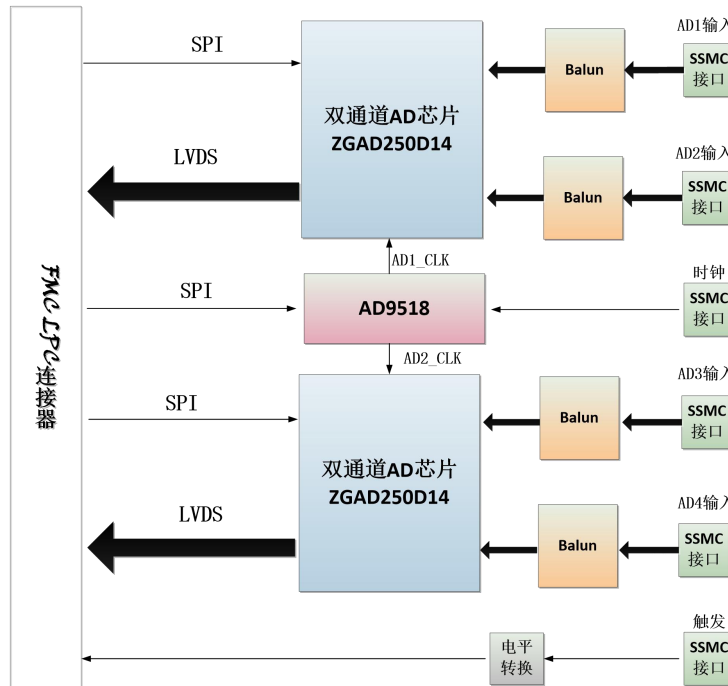 AD1输入
SPI
SSMC
接口
Balun
双通道AD芯片
ZGAD250D14
LVDS
AD2输入
SSMC
接口
Balun
AD1_CLK
时钟
SPI
AD9518
SSMC
接口
AD2_CLK
FMC LPC连接器
AD3输入
SPI
SSMC
接口
Balun
双通道AD芯片
ZGAD250D14
LVDS
AD4输入
SSMC
接口
Balun
触发
电平
转换
SSMC
接口